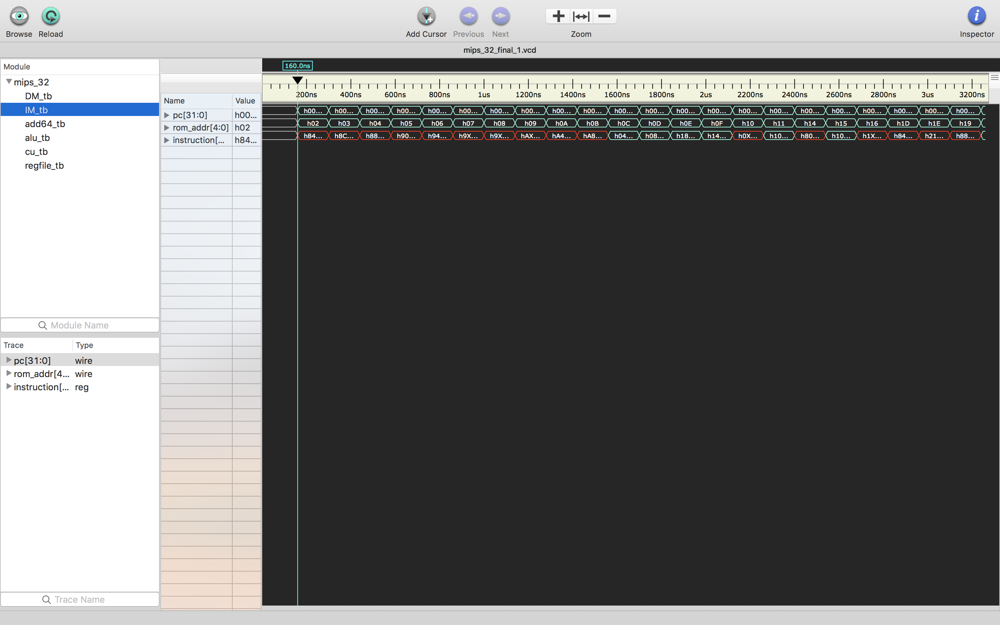 Browse Reload Add Cursor Previous Next Zoom Inspector
mips_32_final_1.vcd
Module
mips_32
DM_tb
IM_tb
add64_tb
alu_tb
cu_tb
regfile_tb
Module Name
Trace Type
pc[31:0] wire
rom_addr[4... wire
instruction[... reg
Trace Name
160.0ns
200ns 400ns 600ns 800ns 1us 1200ns 1400ns 1600ns 1800ns 2us 2200ns 2400ns 2600ns 2800ns 3us 3200ns
Name Value
pc[31:0] h00... h00... h00... h00... h00... h00... h00... h00... h00... h00... h00... h00... h00... h00... h00... h00... h00... h00... h00... h00... h00... h00... h00...
rom_addr[4:0] h02 h02 h03 h04 h05 h06 h07 h08 h09 h0A h0B h0C h0D h0E h0F h10 h11 h14 h15 h16 h1D h1E h19
instruction[... h84... h84... h8C... h88... h90... h94... h9X... h9X... hAX... hA4... hA8... h04... h08... h18... h14... h0X... h10... h80... h10... h1X... h84... h21... h88...